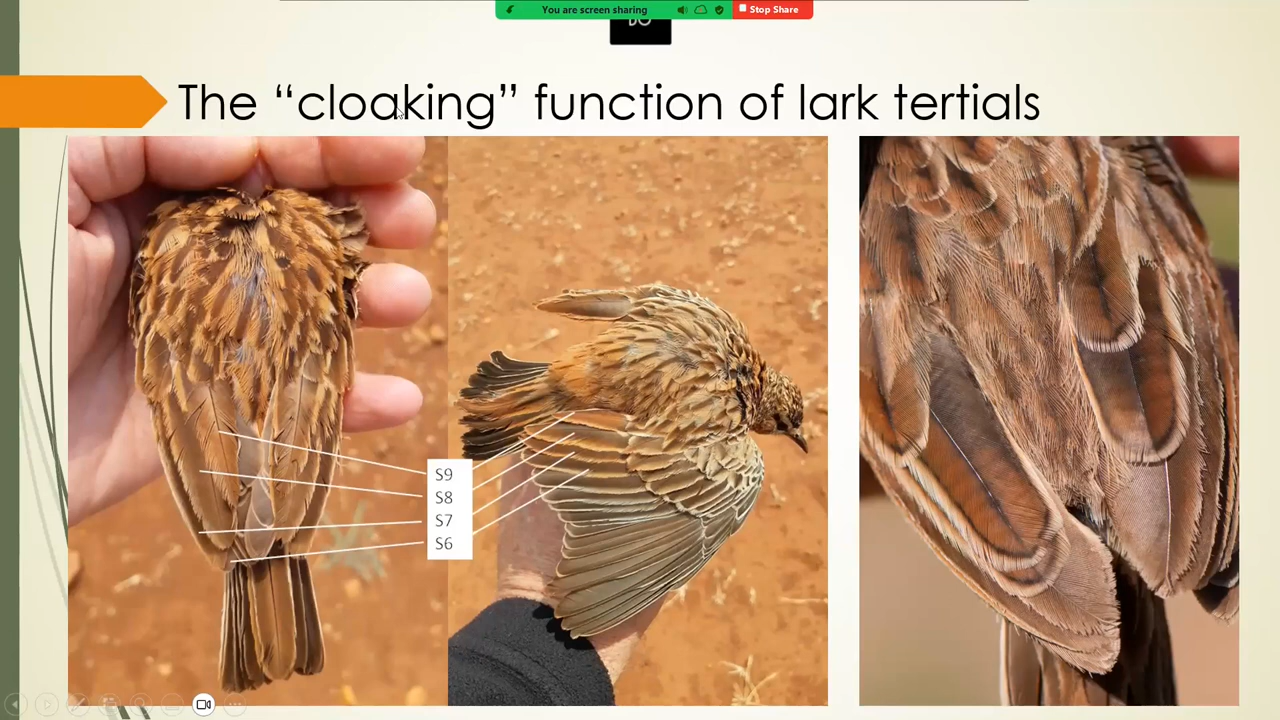 You are screen sharing
Stop Share
The “cloaking” function of lark tertials
S9
S8
S7
S6